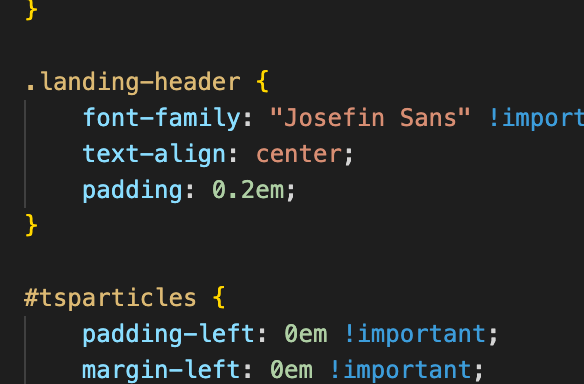 }
.landing-header {
font-family: "Josefin Sans" !import
text-align: center;
padding: 0.2em;
}
#tsparticles {
padding-left: 0em !important;
margin-left: 0em !important;